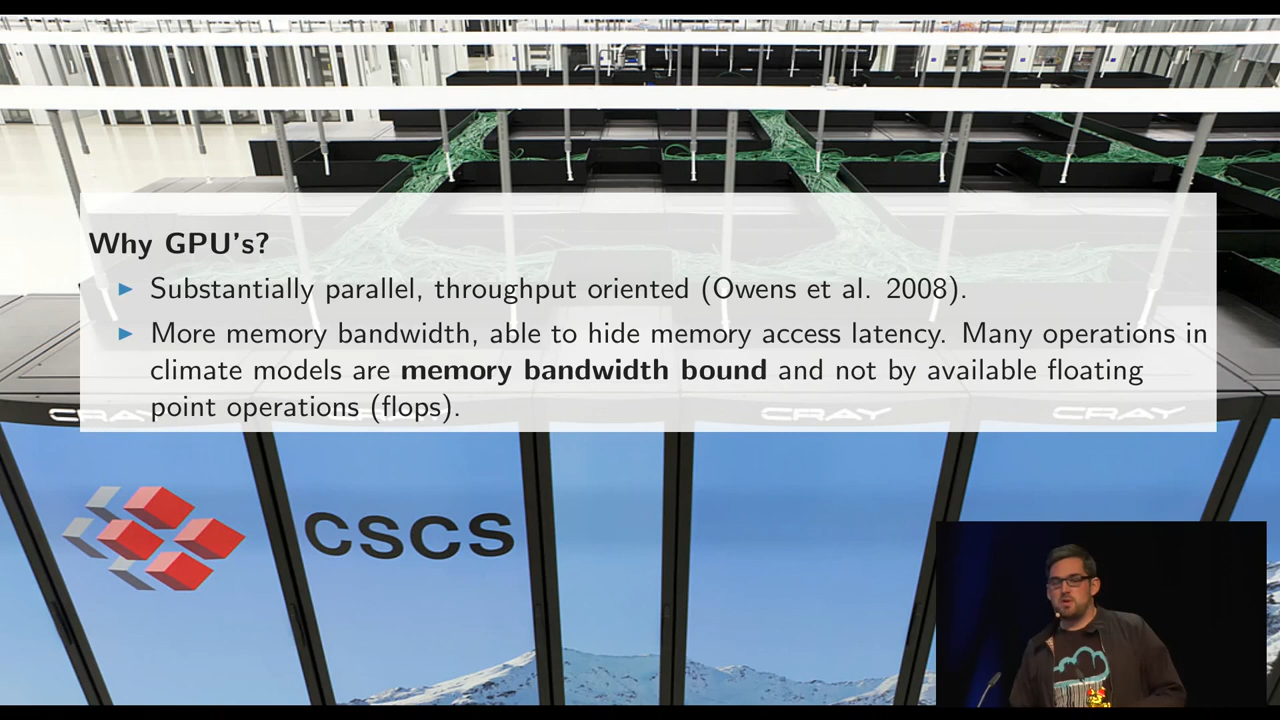 Why GPU's?
▶ Substantially parallel, throughput oriented (Owens et al. 2008).
▶ More memory bandwidth, able to hide memory access latency. Many operations in
climate models are memory bandwidth bound and not by available floating
point operations (flops).
CRAY CRAY CRAY CRAY
CSCS